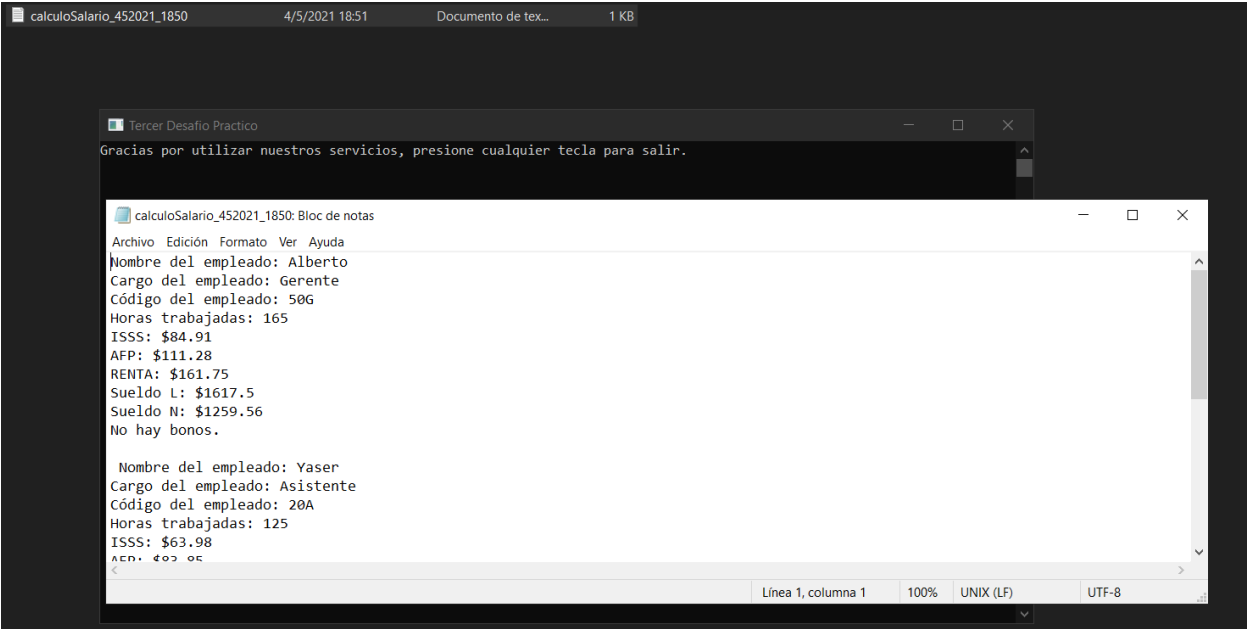 calculoSalario_452021_1850 4/5/2021 18:51 Documento de tex... 1 KB
Tercer Desafio Practico
Gracias por utilizar nuestros servicios, presione cualquier tecla para salir.
calculoSalario_452021_1850: Bloc de notas
Archivo Edición Formato Ver Ayuda
Nombre del empleado: Alberto
Cargo del empleado: Gerente
Código del empleado: 50G
Horas trabajadas: 165
ISSS: $84.91
AFP: $111.28
RENTA: $161.75
Sueldo L: $1617.5
Sueldo N: $1259.56
No hay bonos.
Nombre del empleado: Yaser
Cargo del empleado: Asistente
Código del empleado: 20A
Horas trabajadas: 125
ISSS: $63.98
AFP: $83.85
Línea 1, columna 1 100% UNIX (LF) UTF-8